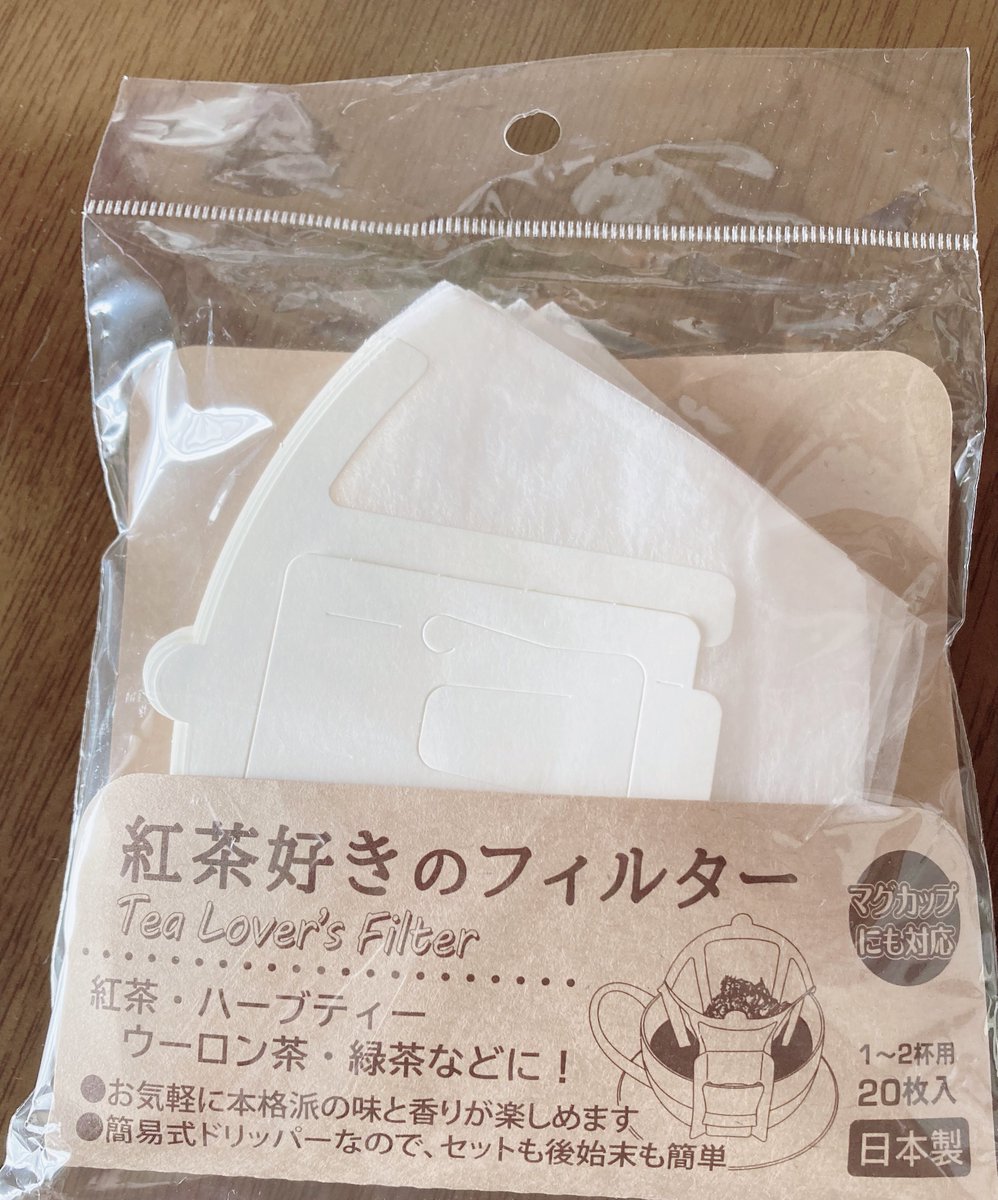 紅茶好きのフィルター
Tea Lover's Filter
マグカップ
にも対応
紅茶・ハーブティー
ウーロン茶・緑茶などに！
●お気軽に本格派の味と香りが楽しめます
●簡易式ドリッパーなので、セットも後始末も簡単
1～2杯用
20枚入
日本製